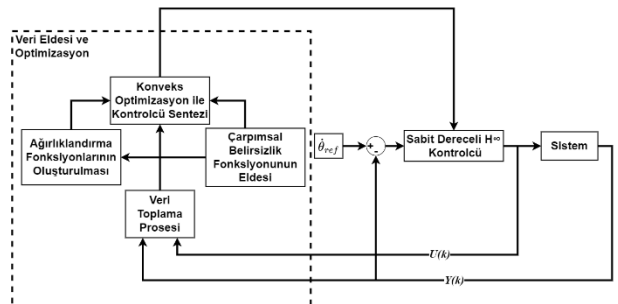 Veri Eldesi ve
Optimizasyon
Konveks
Optimizasyon ile
Kontrolcü Sentezi
Ağırlıklandırma
Fonksiyonlarının
Oluşturulması
Çarpımsal
Belirsizlik
Fonksiyonunun
Eldesi
Veri
Toplama
Prosesi
θ̇_ref
+
-
Sabit Dereceli H∞
Kontrolcü
Sistem
U(k)
Y(k)